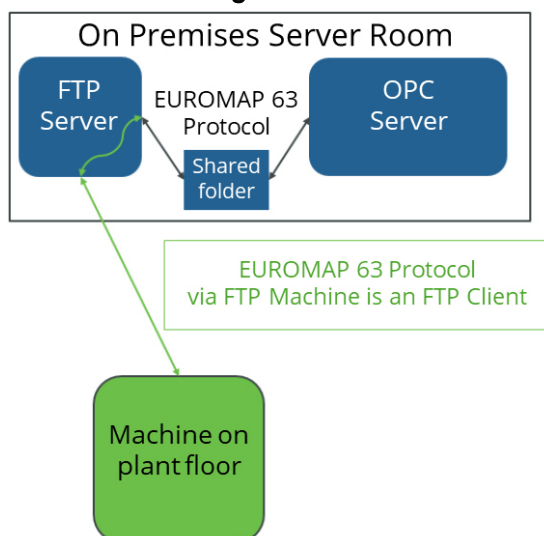 On Premises Server Room
FTP
Server
EUROMAP 63
Protocol
OPC
Server
Shared
folder
EUROMAP 63 Protocol
via FTP Machine is an FTP Client
Machine on
plant floor